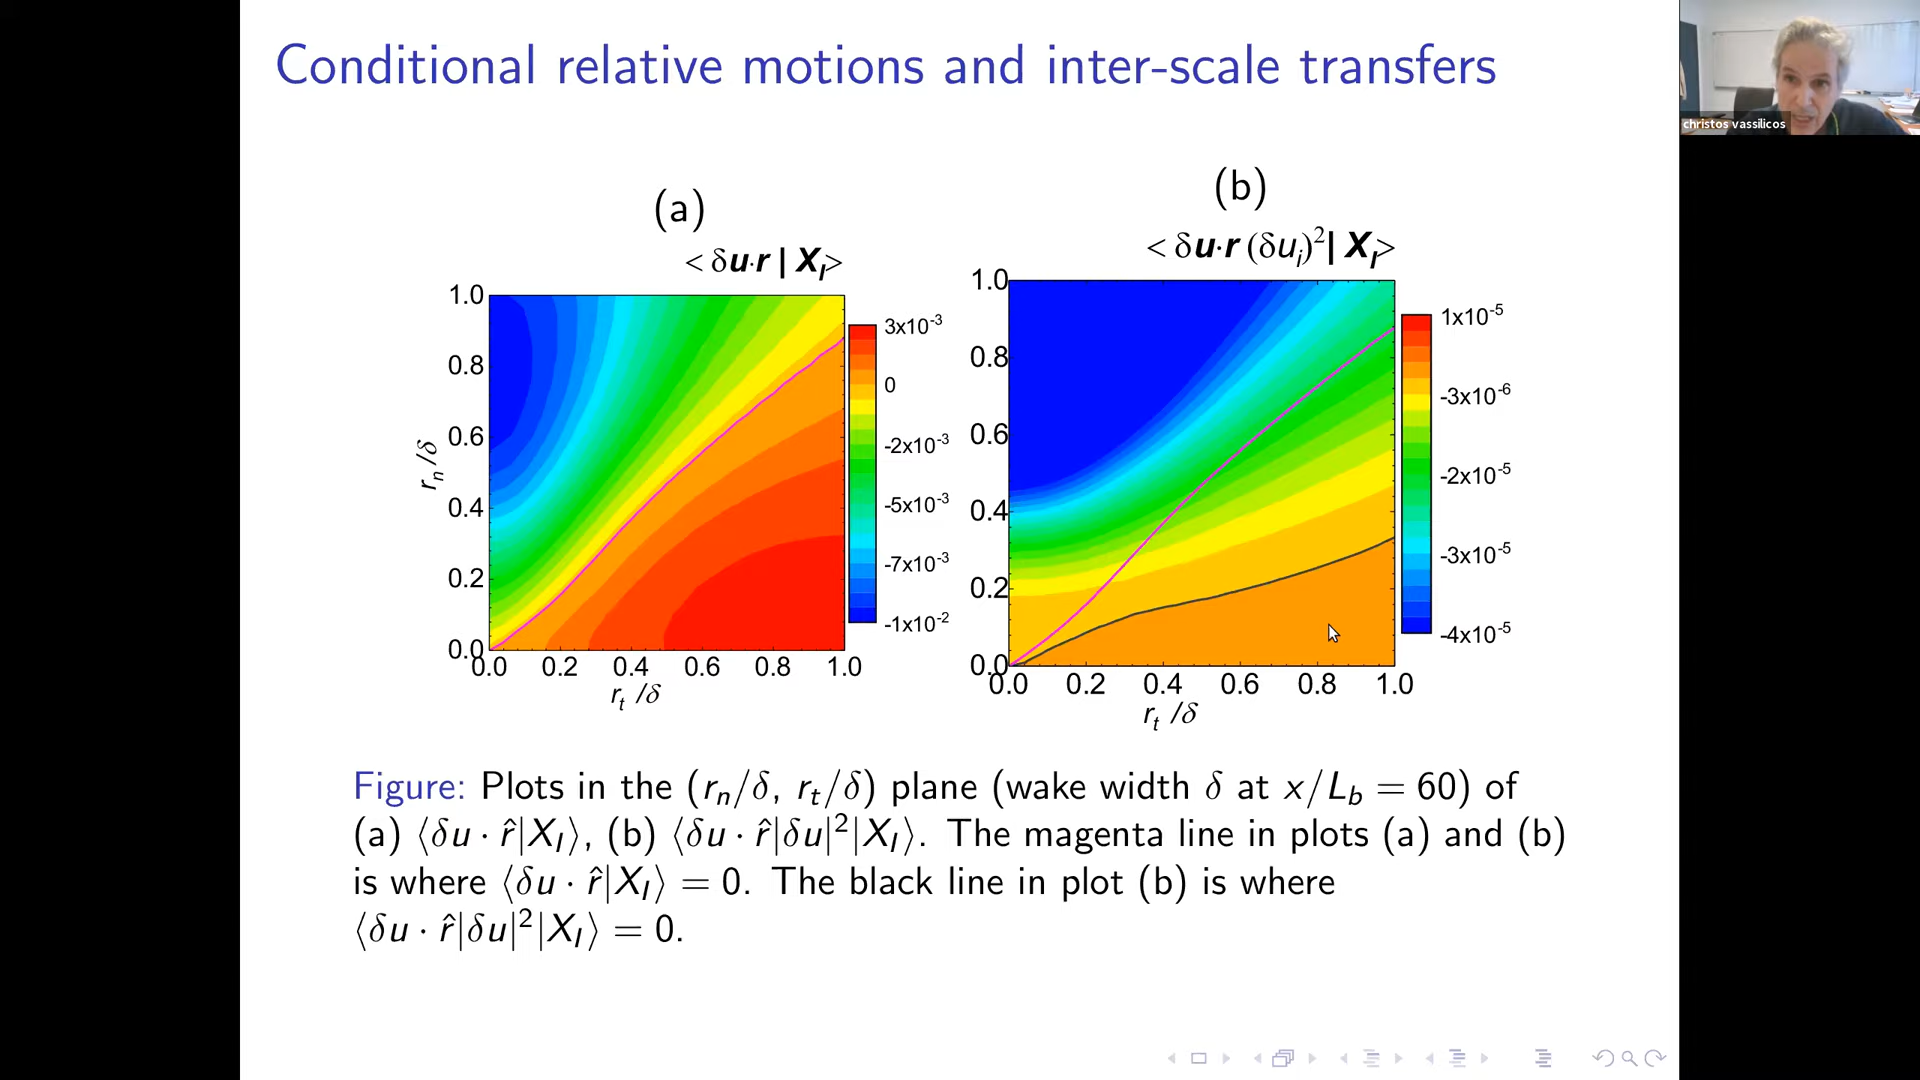 Conditional relative motions and inter-scale transfers
christos vassilicos
(a)
< δu·r | X_I>
1.0
0.8
0.6
0.4
0.2
0.0
r_n /δ
0.0 0.2 0.4 0.6 0.8 1.0
r_t /δ
3x10^-3
0
-2x10^-3
-5x10^-3
-7x10^-3
-1x10^-2
(b)
< δu·r (δu_i)^2| X_I>
1.0
0.8
0.6
0.4
0.2
0.0
0.0 0.2 0.4 0.6 0.8 1.0
r_t /δ
1x10^-5
-3x10^-6
-2x10^-5
-3x10^-5
-4x10^-5
Figure: Plots in the (r_n/δ, r_t/δ) plane (wake width δ at x/L_b = 60) of
(a) ⟨δu · r̂|X_I⟩, (b) ⟨δu · r̂|δu|^2|X_I⟩. The magenta line in plots (a) and (b)
is where ⟨δu · r̂|X_I⟩ = 0. The black line in plot (b) is where
⟨δu · r̂|δu|^2|X_I⟩ = 0.